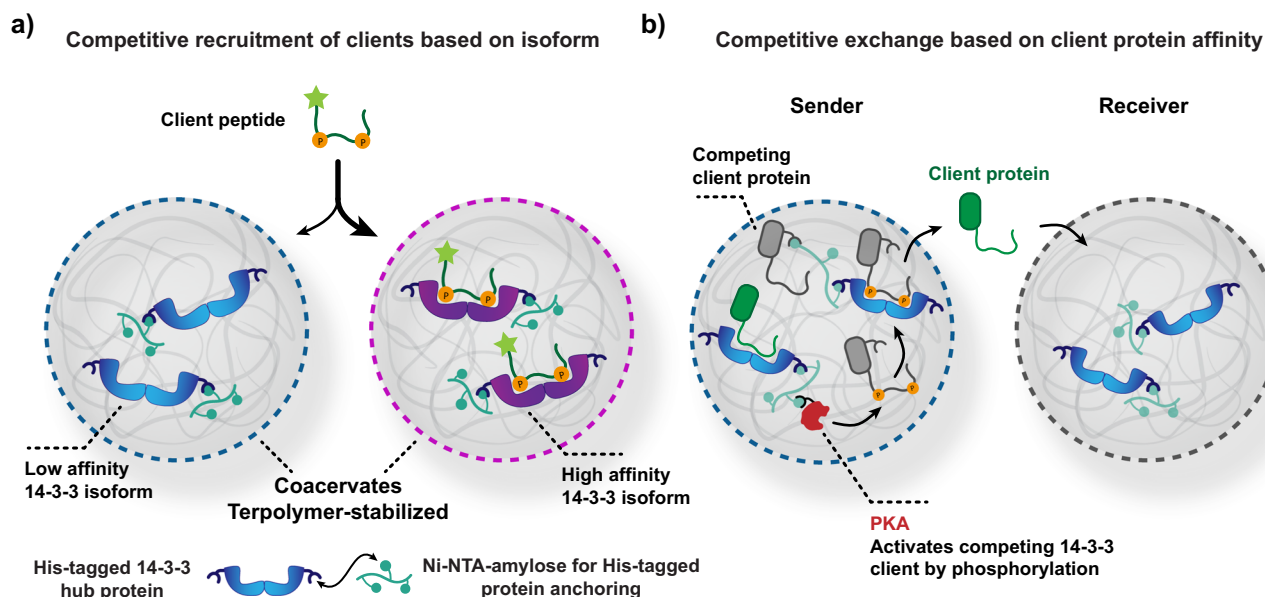 a)
Competitive recruitment of clients based on isoform
Client peptide
P
P
P
P
P
P
Low affinity
14-3-3 isoform
Coacervates
Terpolymer-stabilized
High affinity
14-3-3 isoform
His-tagged 14-3-3
hub protein
Ni-NTA-amylose for His-tagged
protein anchoring
b)
Competitive exchange based on client protein affinity
Sender
Receiver
Competing
client protein
Client protein
P
P
P
P
PKA
Activates competing 14-3-3
client by phosphorylation